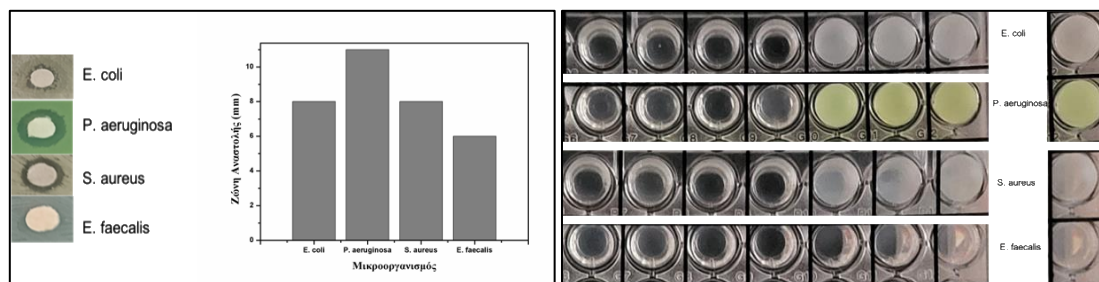 E. coli
P. aeruginosa
S. aureus
E. faecalis
Ζώνη Αναστολής (mm)
10
8
6
4
2
0
E. coli P. aeruginosa S. aureus E. faecalis
Μικροοργανισμός
E. coli
P. aeruginosa
S. aureus
E. faecalis